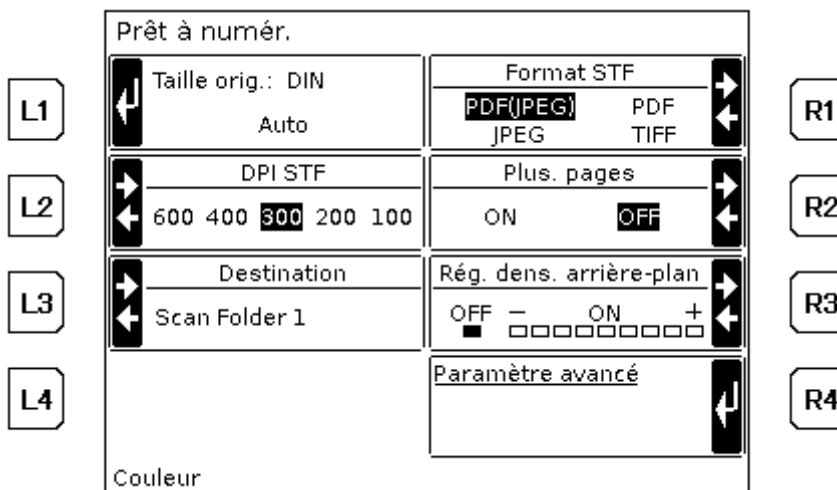 Prêt à numér.
L1
Taille orig.: DIN
Auto
Format STF
PDF(JPEG) PDF
JPEG TIFF
R1
L2
DPI STF
600 400 300 200 100
Plus. pages
ON OFF
R2
L3
Destination
Scan Folder 1
Rég. dens. arrière-plan
OFF − ON +
R3
L4
Paramètre avancé
R4
Couleur